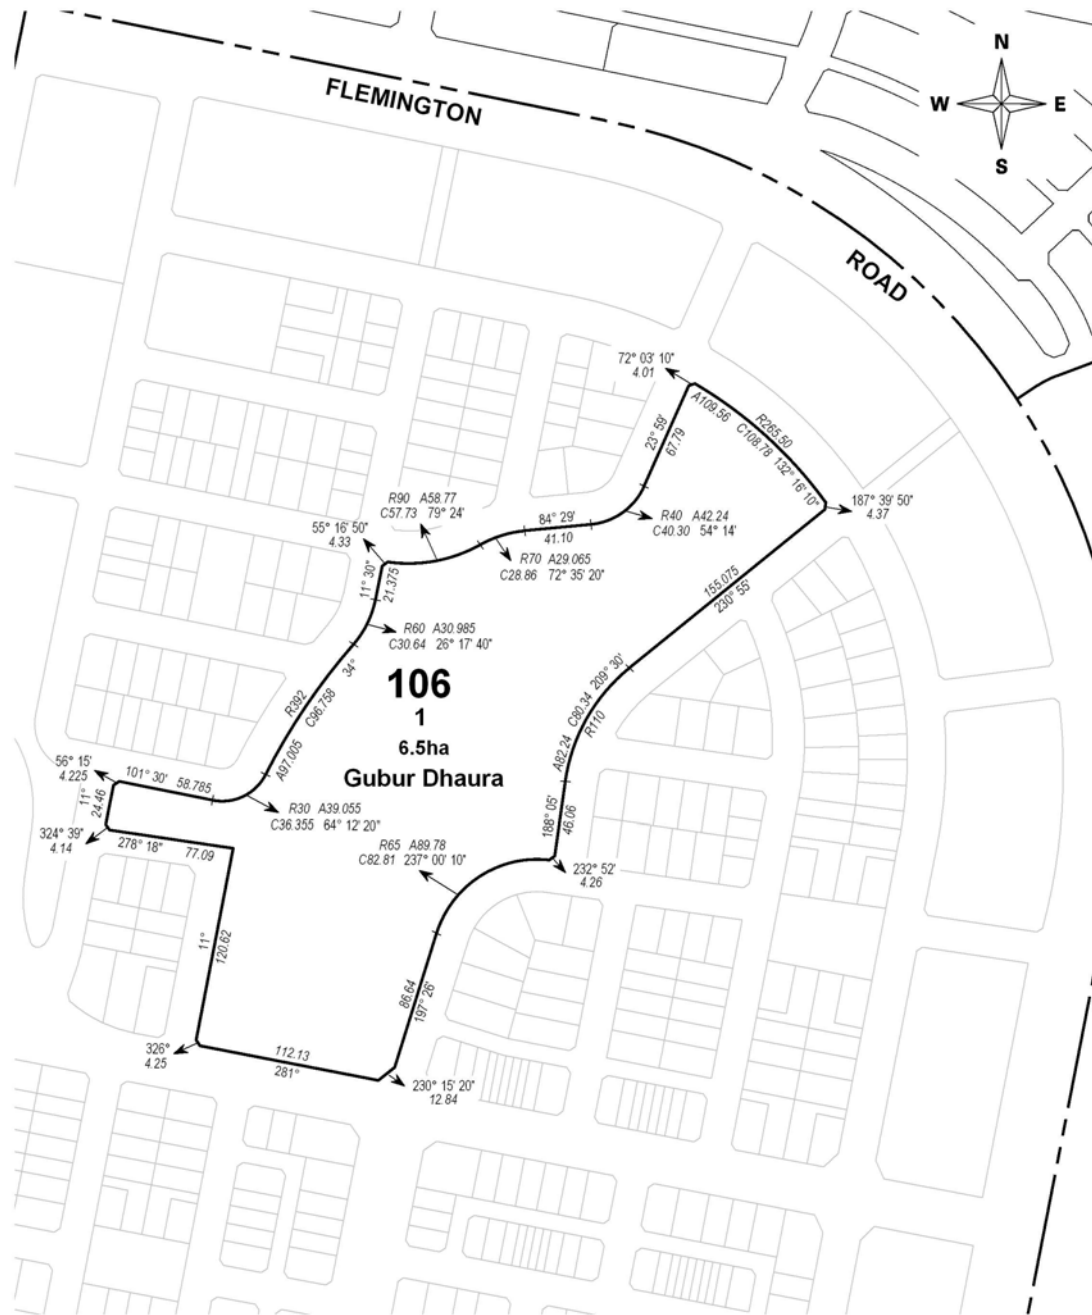 N
W E
S
FLEMINGTON
ROAD
72° 03' 10"
4.01
A109.56 R265.50
C108.78 132° 16' 10"
23° 59'
67.79
187° 39' 50"
4.37
R90 A58.77
C57.73 79° 24'
84° 29'
41.10
R40 A42.24
C40.30 54° 14'
55° 16' 50"
4.33
R70 A29.065
C28.86 72° 35' 20"
11° 30'
21.375
155.075
230° 55'
R60 A30.985
C30.64 26° 17' 40"
34°
R392
A97.005 C96.758
106
1
6.5ha
Gubur Dhaura
A82.24 C80.34 209° 30'
R110
56° 15'
4.225
101° 30' 58.785
11°
24.46
R30 A39.055
C36.355 64° 12' 20"
188° 05'
46.06
324° 39'
4.14
278° 18" 77.09
R65 A89.78
C82.81 237° 00' 10"
232° 52'
4.26
11°
120.62
86.64
197° 26'
326°
4.25
112.13
281°
230° 15' 20"
12.84